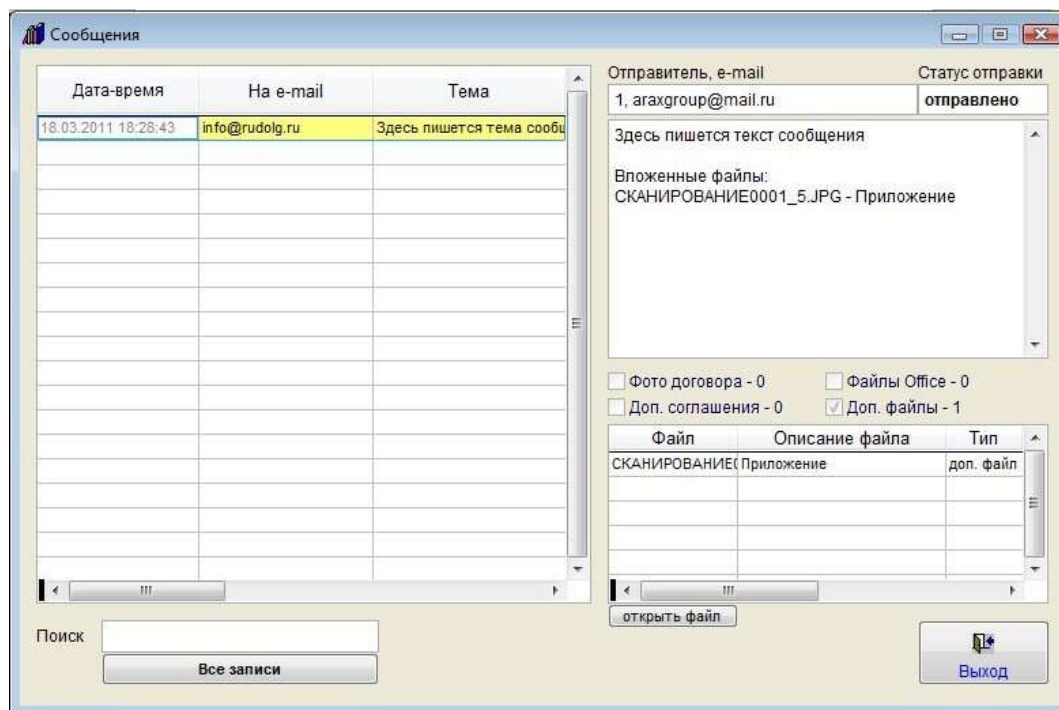 Сообщения
Дата-время На e-mail Тема
18.03.2011 18:28:43 info@rudolg.ru Здесь пишется тема сообщ
Отправитель, e-mail Статус отправки
1, araxgroup@mail.ru отправлено
Здесь пишется текст сообщения
Вложенные файлы:
СКАНИРОВАНИЕ0001_5.JPG - Приложение
Фото договора - 0 Файлы Office - 0
Доп. соглашения - 0 Доп. файлы - 1
Файл Описание файла Тип
СКАНИРОВАНИЕ( Приложение доп. файл
открыть файл
Поиск
Все записи
Выход